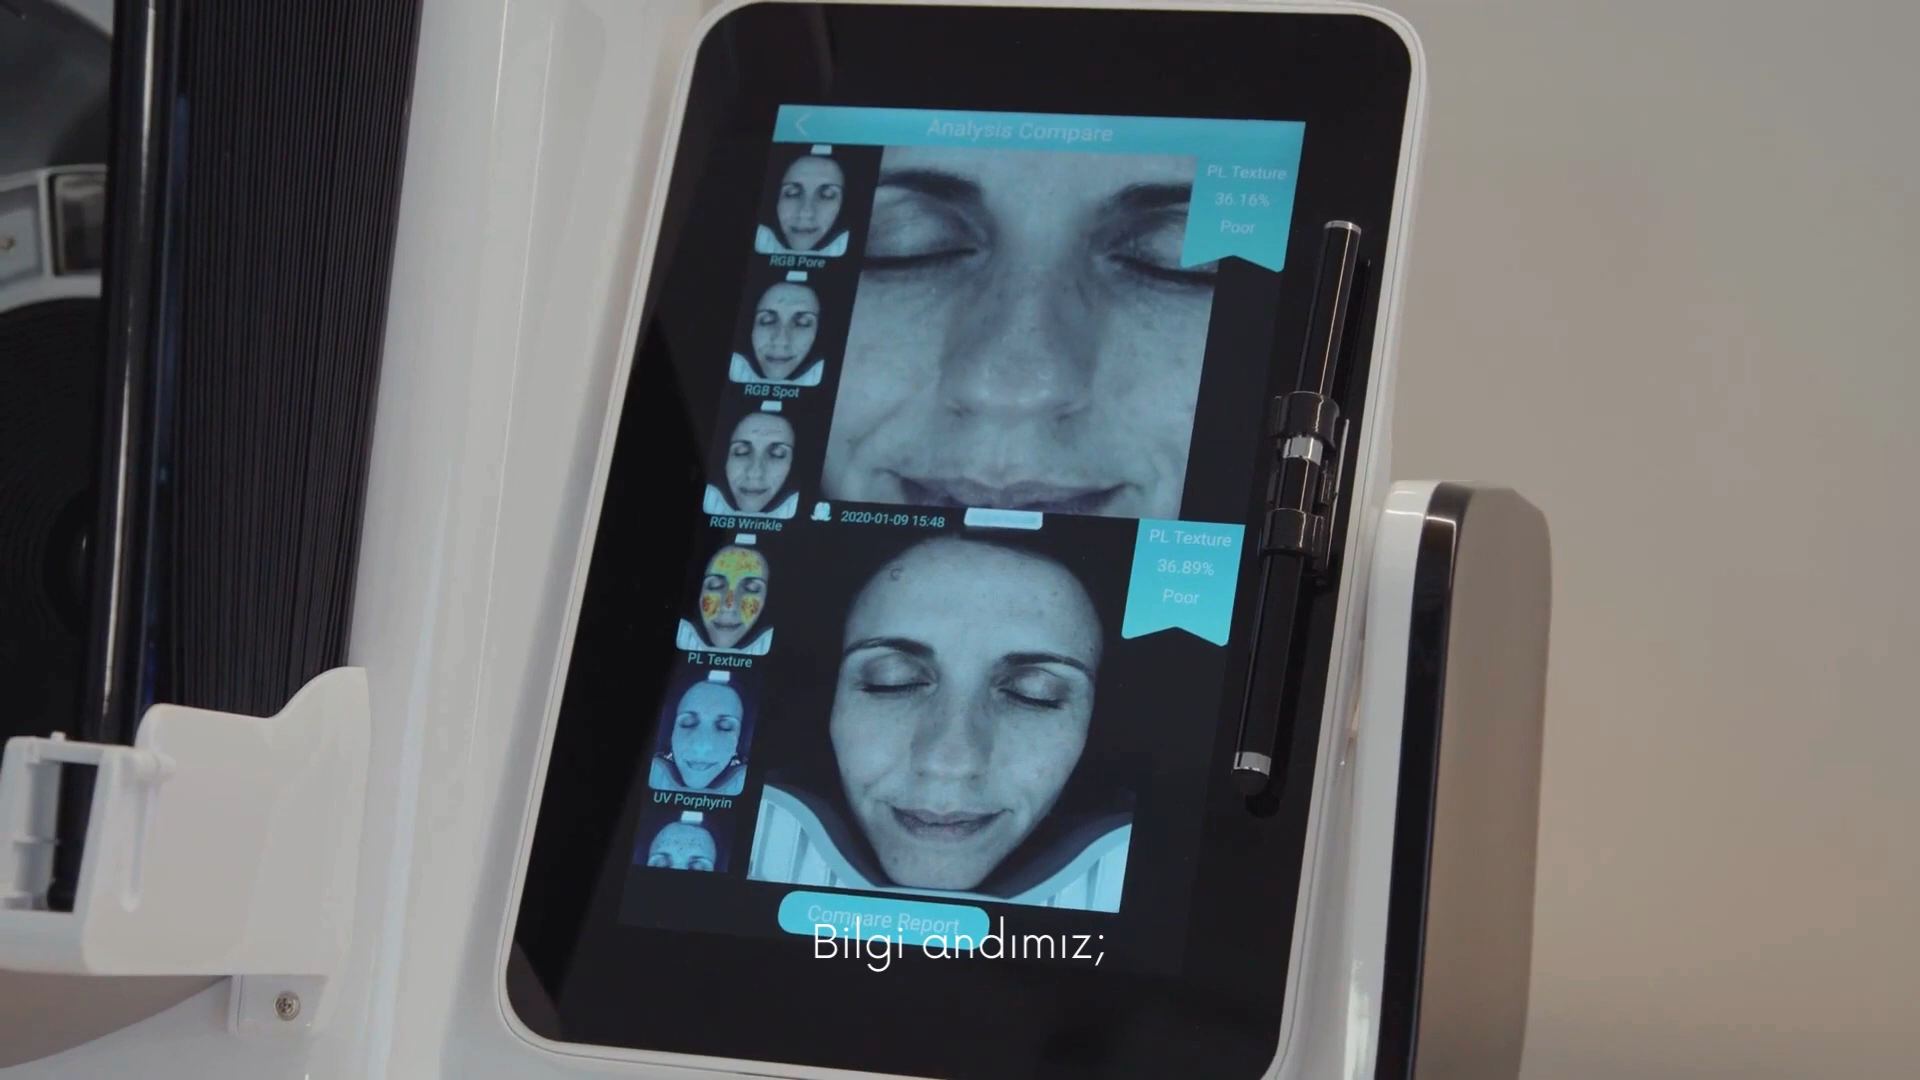 Analysis Compare
PL Texture
36.16%
Poor
RGB Pore
RGB Spot
RGB Wrinkle
2020-01-09 15:48
PL Texture
36.89%
Poor
PL Texture
UV Porphyrin
Compare Report
Bilgi andımız;